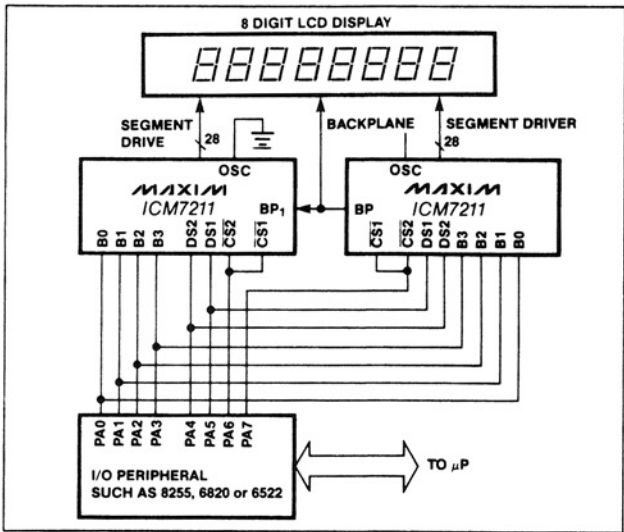 8 DIGIT LCD DISPLAY
88888888
SEGMENT DRIVE
28
BACKPLANE
SEGMENT DRIVER
28
OSC
MAXIM
ICM7211
BP1
B0 B1 B2 B3 DS2 DS1 CS2 CS1
OSC
MAXIM
ICM7211
BP
CS1 CS2 DS1 DS2 B3 B2 B1 B0
PA0 PA1 PA2 PA3 PA4 PA5 PA6 PA7
I/O PERIPHERAL
SUCH AS 8255, 6820 or 6522
TO µP